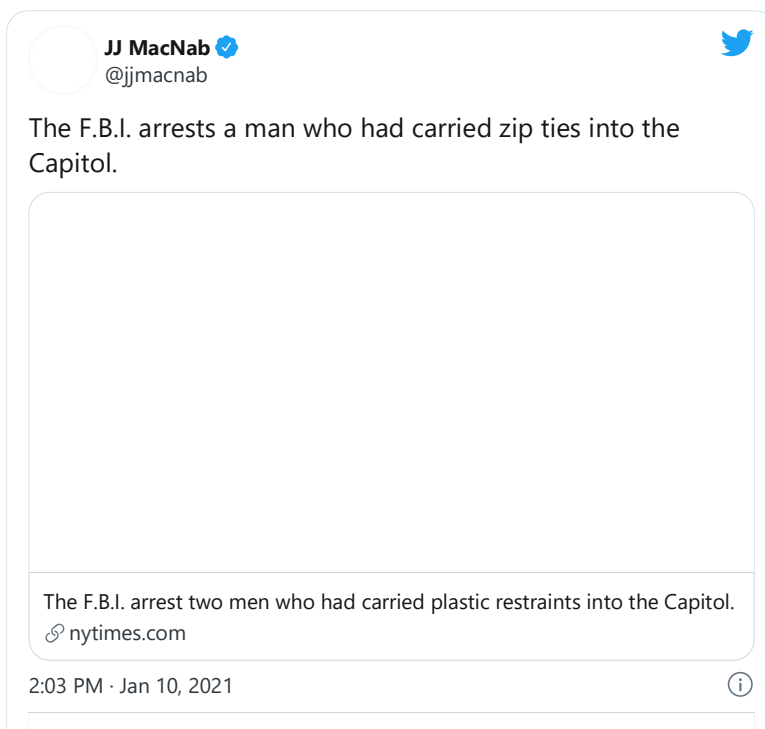 JJ MacNab
@jjmacnab
The F.B.I. arrests a man who had carried zip ties into the
Capitol.
The F.B.I. arrest two men who had carried plastic restraints into the Capitol.
nytimes.com
2:03 PM · Jan 10, 2021